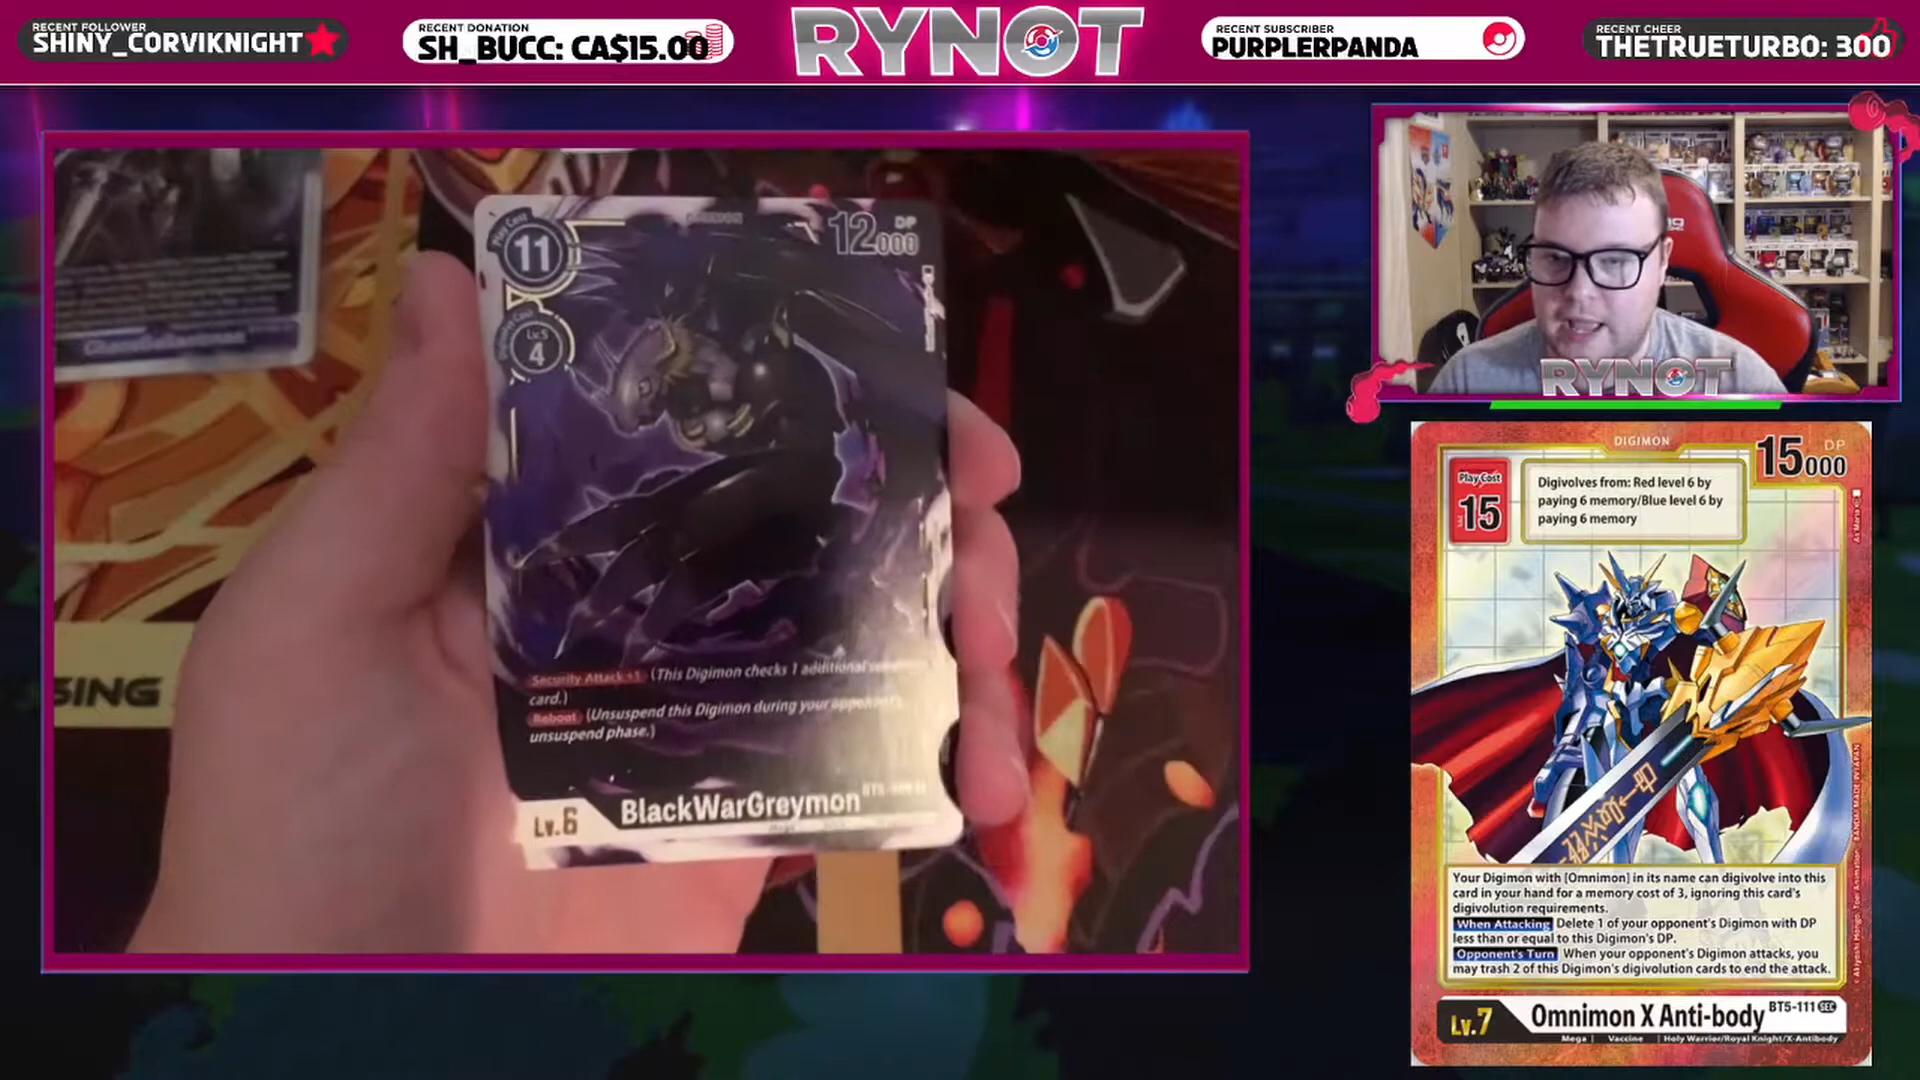 RECENT FOLLOWER
SHINY_CORVIKNIGHT
RECENT DONATION
SH_BUCC: CA$15.00
RYNOT
RECENT SUBSCRIBER
PURPLERPANDA
RECENT CHEER
THETRUETURBO: 300
Play Cost
11
DP
12000
Lv.5
4
Security Attack +1 (This Digimon checks 1 additional
card.)
Reboot (Unsuspend this Digimon during your opponent's
unsuspend phase.)
Lv.6
BlackWarGreymon
SING
RYNOT
DIGIMON
DP
15000
Play Cost
15
Digivolves from: Red level 6 by
paying 6 memory/Blue level 6 by
paying 6 memory
Your Digimon with [Omnimon] in its name can digivolve into this
card in your hand for a memory cost of 3, ignoring this card's
digivolution requirements.
When Attacking Delete 1 of your opponent's Digimon with DP
less than or equal to this Digimon's DP.
Opponent's Turn When your opponent's Digimon attacks, you
may trash 2 of this Digimon's digivolution cards to end the attack.
Lv.7
Omnimon X Anti-body
BT5-111 SEC
Mega | Vaccine | Holy Warrior/Royal Knight/X-Antibody